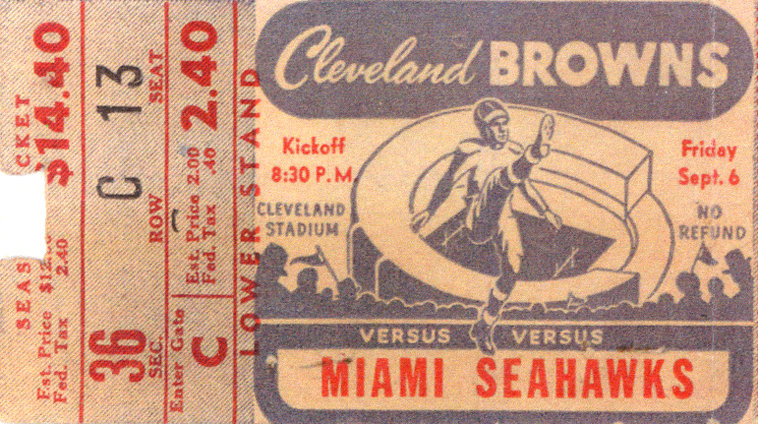 SEAS
CKET
$14.40
Est. Price $12.
Fed. Tax 2.40
C 13
ROW SEAT
36
SEC.
Est. Price 2.00
Fed. Tax .40
2.40
Enter Gate
C
LOWER STAND
Cleveland BROWNS
Kickoff
8:30 P.M
Friday
Sept. 6
CLEVELAND
STADIUM
NO
REFUND
VERSUS VERSUS
MIAMI SEAHAWKS